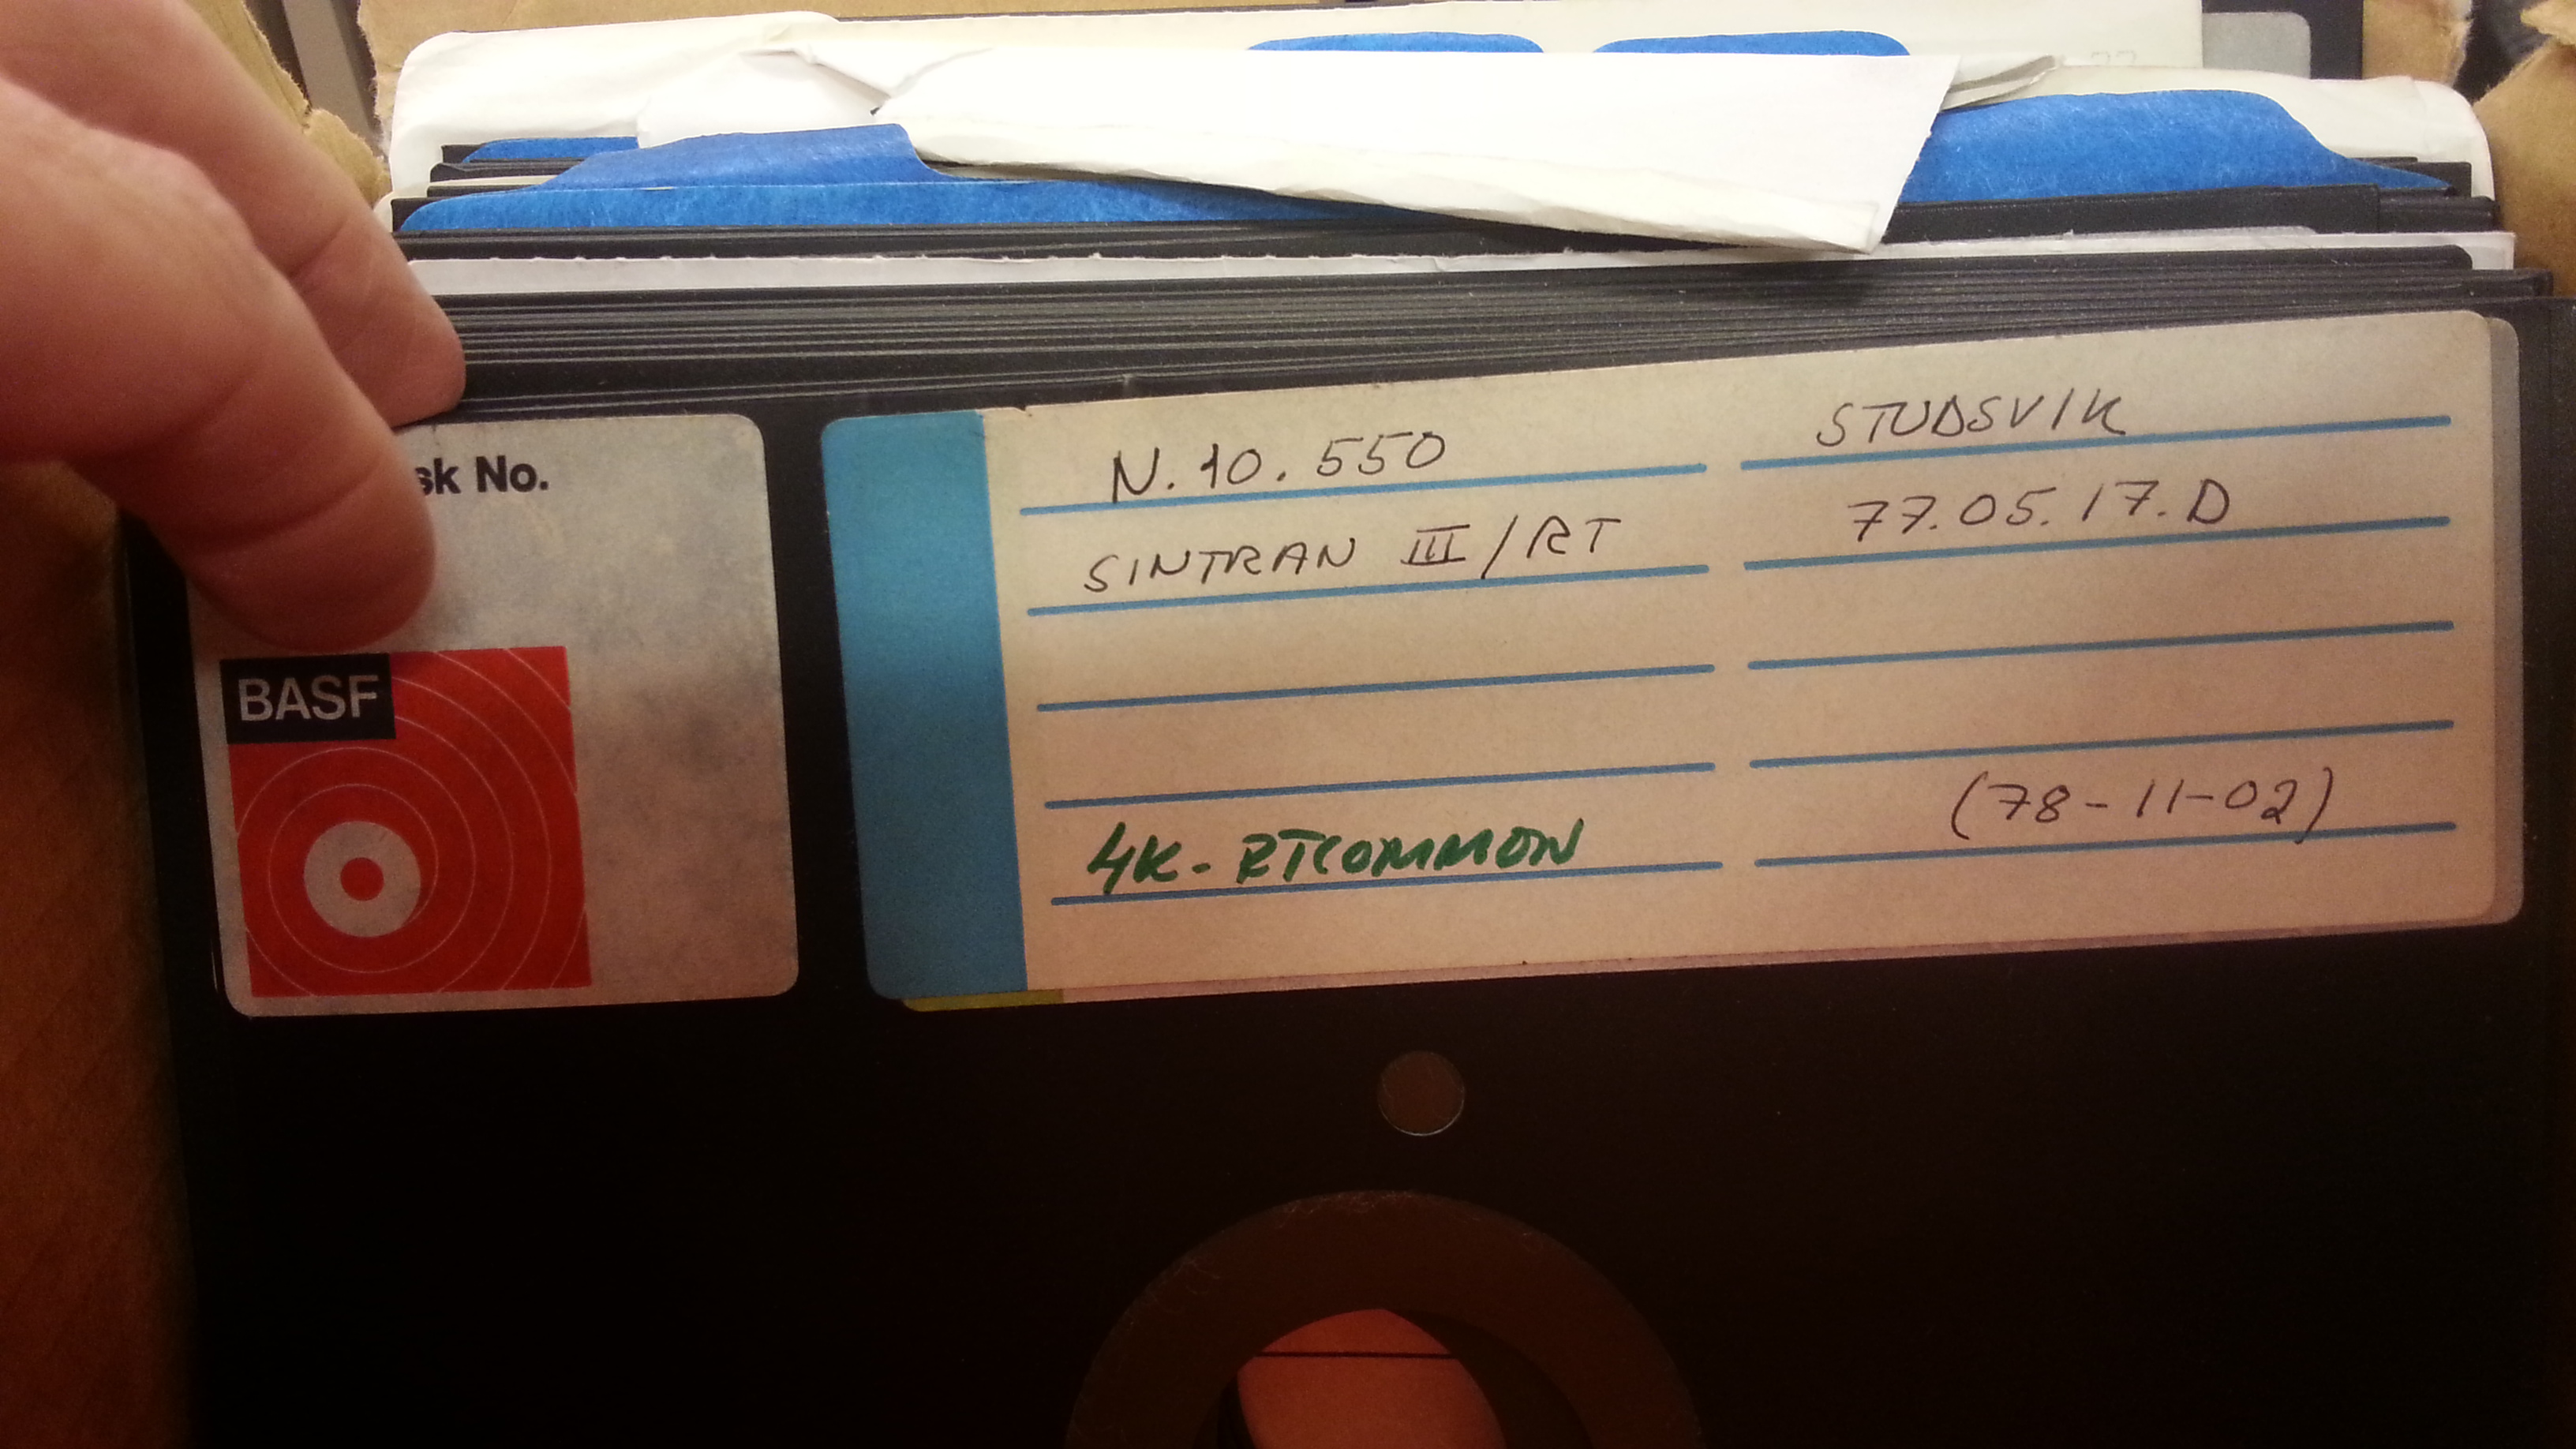 sk No.
BASF
N.10.550 STUDSVIK
SINTRAN III/RT 77.05.17.D
4K-RTCOMMON (78-11-02)